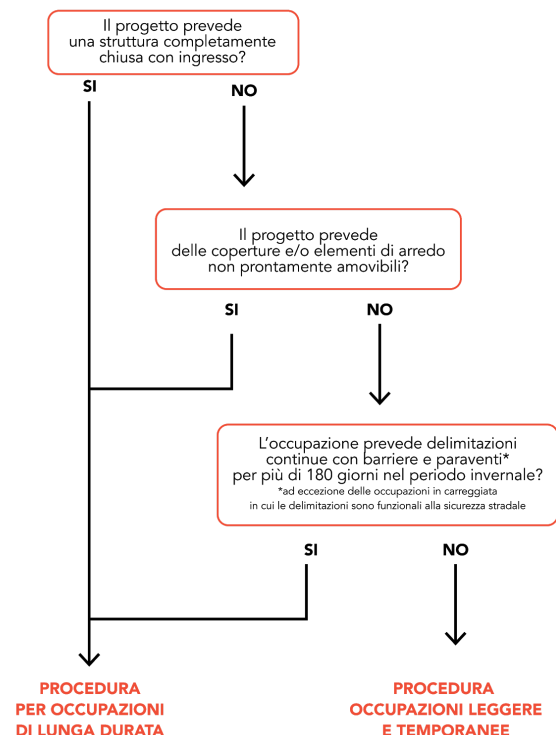 Il progetto prevede
una struttura completamente
chiusa con ingresso?
SI
NO
Il progetto prevede
delle coperture e/o elementi di arredo
non prontamente amovibili?
SI
NO
L'occupazione prevede delimitazioni
continue con barriere e paraventi*
per più di 180 giorni nel periodo invernale?
*ad eccezione delle occupazioni in carreggiata
in cui le delimitazioni sono funzionali alla sicurezza stradale
SI
NO
PROCEDURA
PER OCCUPAZIONI
DI LUNGA DURATA
PROCEDURA
OCCUPAZIONI LEGGERE
E TEMPORANEE